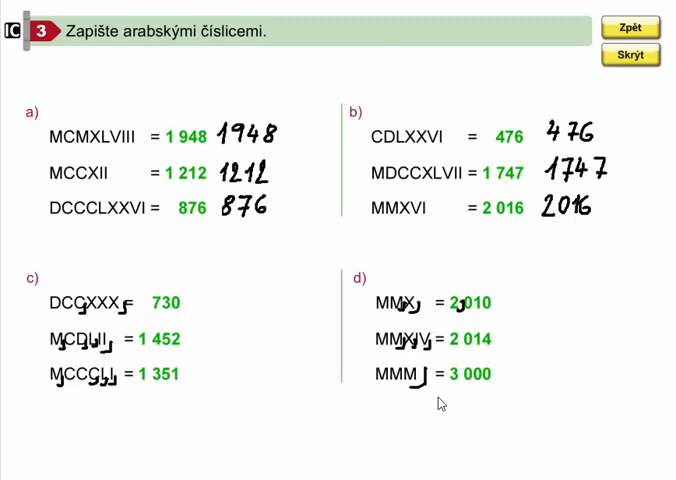 IC 3 Zapište arabskými číslicemi.
Zpět
Skrýt
a)
MCMXLVIII = 1 948 1948
MCCXII = 1 212 1212
DCCCLXXVI = 876 876
b)
CDLXXVI = 476 476
MDCCXLVII = 1 747 1747
MMXVI = 2 016 2016
c)
DCCXXX = 730
MCDLII = 1 452
MCCCLI = 1 351
d)
MMX = 2 010
MMXIV = 2 014
MMM = 3 000